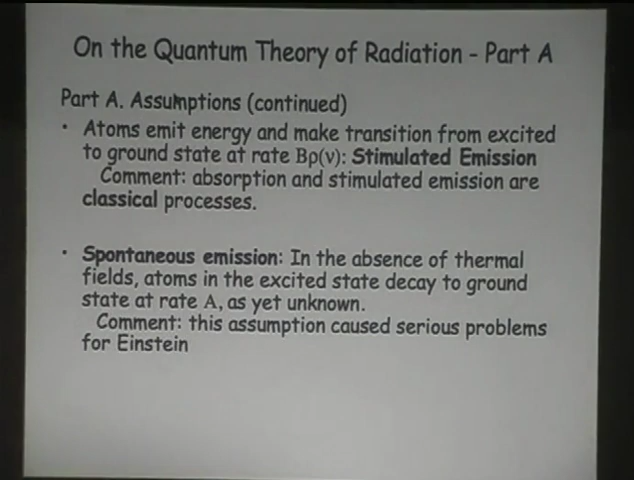 On the Quantum Theory of Radiation - Part A
Part A. Assumptions (continued)
• Atoms emit energy and make transition from excited
to ground state at rate Bρ(ν): Stimulated Emission
Comment: absorption and stimulated emission are
classical processes.
• Spontaneous emission: In the absence of thermal
fields, atoms in the excited state decay to ground
state at rate A, as yet unknown.
Comment: this assumption caused serious problems
for Einstein